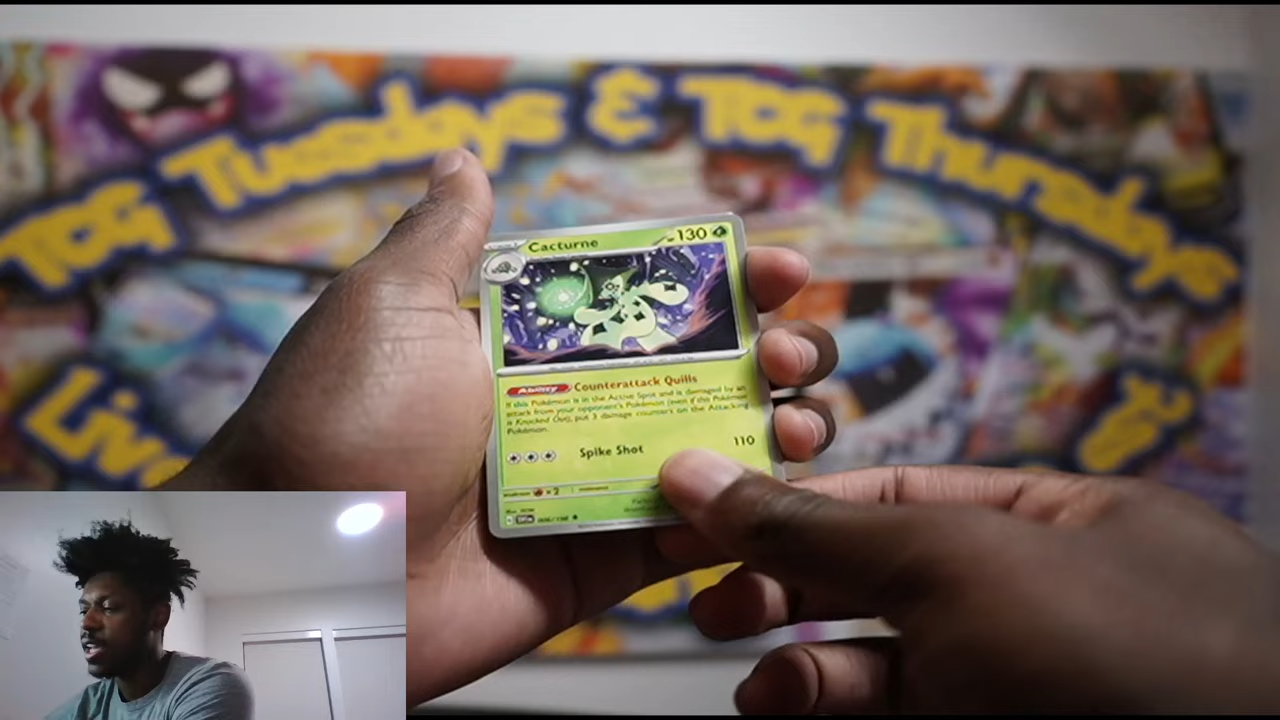 TCG Tuesdays & TCG Thursdays
Live
Cacturne
130
Ability Counterattack Quills
If this Pokémon is in the Active Spot and is damaged by an
attack from your opponent's Pokémon (even if this Pokémon
is Knocked Out), put 3 damage counters on the Attacking
Pokémon.
Spike Shot 110
×2